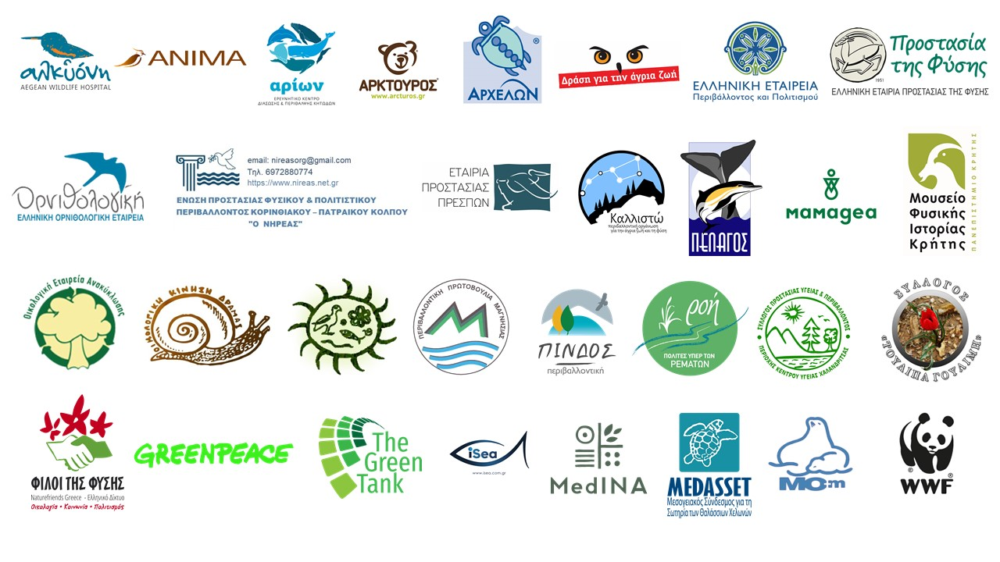 αλκυόνη
AEGEAN WILDLIFE HOSPITAL
ANIMA
αρίων
ΕΡΕΥΝΗΤΙΚΟ ΚΕΝΤΡΟ
ΔΙΑΣΩΣΗΣ & ΠΕΡΙΘΑΛΨΗΣ ΚΗΤΩΔΩΝ
ΑΡΚΤΟΥΡΟΣ®
www.arcturos.gr
®
ΑΡΧΕΛΩΝ
Δράση για την άγρια ζωή
ΕΛΛΗΝΙΚΗ ΕΤΑΙΡΕΙΑ
Περιβάλλοντος και Πολιτισμού
1951
Προστασία
της Φύσης
ΕΛΛΗΝΙΚΗ ΕΤΑΙΡΕΙΑ ΠΡΟΣΤΑΣΙΑΣ ΤΗΣ ΦΥΣΗΣ
Ορνιθολογική
ΕΛΛΗΝΙΚΗ ΟΡΝΙΘΟΛΟΓΙΚΗ ΕΤΑΙΡΕΙΑ
email: nireasorg@gmail.com
Τηλ. 6972880774
https://www.nireas.net.gr
ΕΝΩΣΗ ΠΡΟΣΤΑΣΙΑΣ ΦΥΣΙΚΟΥ & ΠΟΛΙΤΙΣΤΙΚΟΥ
ΠΕΡΙΒΑΛΛΟΝΤΟΣ ΚΟΡΙΝΘΙΑΚΟΥ – ΠΑΤΡΑΙΚΟΥ ΚΟΛΠΟΥ
"Ο ΝΗΡΕΑΣ"
ΕΤΑΙΡΙΑ
ΠΡΟΣΤΑΣΙΑΣ
ΠΡΕΣΠΩΝ
Καλλιστώ
περιβαλλοντική οργάνωση
για την άγρια ζωή και τη φύση
ΠΕΛΑΓΟΣ
mamagea
Μουσείο
Φυσικής
Ιστορίας
Κρήτης
ΠΑΝΕΠΙΣΤΗΜΙΟ ΚΡΗΤΗΣ
Οικολογική Εταιρεία Ανακύκλωσης
ΟΙΚΟΛΟΓΙΚΗ ΚΙΝΗΣΗ ΔΡΑΜΑΣ
ΠΕΡΙΒΑΛΛΟΝΤΙΚΗ ΠΡΩΤΟΒΟΥΛΙΑ ΜΑΓΝΗΣΙΑΣ
ΠΙΝΔΟΣ
περιβαλλοντική
ροή
ΠΟΛΙΤΕΣ ΥΠΕΡ ΤΩΝ
ΡΕΜΑΤΩΝ
ΣΥΛΛΟΓΟΣ ΠΡΟΣΤΑΣΙΑΣ ΥΓΕΙΑΣ & ΠΕΡΙΒΑΛΛΟΝΤΟΣ
ΠΕΡΙΟΧΗΣ ΚΕΝΤΡΟΥ ΥΓΕΙΑΣ ΧΑΛΑΝΔΡΙΤΣΑΣ
ΣΥΛΛΟΓΟΣ
«ΤΟΥΛΙΠΑ ΓΟΥΛΙΜΗ»
ΦΙΛΟΙ ΤΗΣ ΦΥΣΗΣ
Naturefriends Greece - Ελληνικό Δίκτυο
Οικολογία • Κοινωνία • Πολιτισμός
GREENPEACE
The
Green
Tank
iSea
www.isea.com.gr
MedINA
MEDASSET
Μεσογειακός Σύνδεσμος για τη
Σωτηρία των Θαλάσσιων Χελωνών
MOm
© ®
WWF